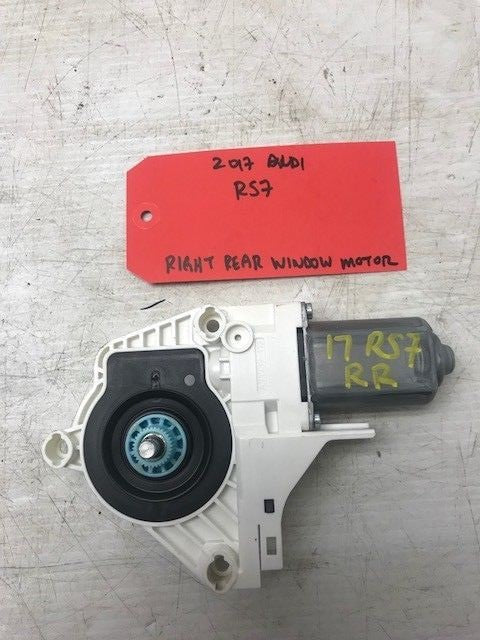 2017 AUDI
RS7
RIGHT REAR WINDOW MOTOR
17 RS7
RR